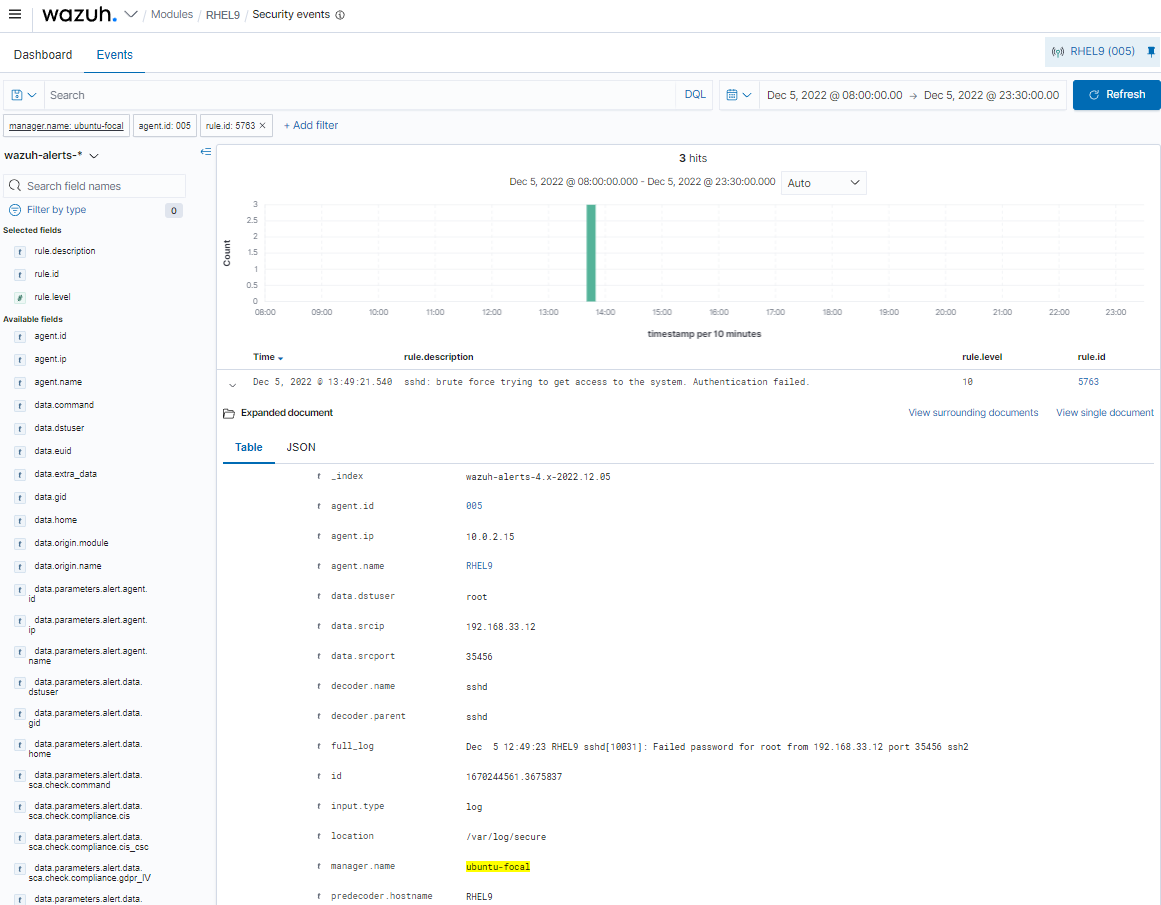 wazuh. / Modules / RHEL9 / Security events
Dashboard Events RHEL9 (005)
Search DQL Dec 5, 2022 @ 08:00:00.00 → Dec 5, 2022 @ 23:30:00.00 Refresh
manager.name: ubuntu-focal agent.id: 005 rule.id: 5763 × + Add filter
wazuh-alerts-*
Search field names
Filter by type 0
Selected fields
t rule.description
t rule.id
# rule.level
Available fields
t agent.id
t agent.ip
t agent.name
t data.command
t data.dstuser
t data.euid
t data.extra_data
t data.gid
t data.home
t data.origin.module
t data.origin.name
t data.parameters.alert.agent.
id
t data.parameters.alert.agent.
ip
t data.parameters.alert.agent.
name
t data.parameters.alert.data.
dstuser
t data.parameters.alert.data.
gid
t data.parameters.alert.data.
home
t data.parameters.alert.data.
sca.check.command
t data.parameters.alert.data.
sca.check.compliance.cis
t data.parameters.alert.data.
sca.check.compliance.cis_csc
t data.parameters.alert.data.
sca.check.compliance.gdpr_IV
t data.parameters.alert.data.
3 hits
Dec 5, 2022 @ 08:00:00.000 - Dec 5, 2022 @ 23:30:00.000 Auto
Count
3
2.5
2
1.5
1
0.5
0
08:00 09:00 10:00 11:00 12:00 13:00 14:00 15:00 16:00 17:00 18:00 19:00 20:00 21:00 22:00 23:00
timestamp per 10 minutes
Time rule.description rule.level rule.id
Dec 5, 2022 @ 13:49:21.540 sshd: brute force trying to get access to the system. Authentication failed. 10 5763
Expanded document View surrounding documents View single document
Table JSON
t _index wazuh-alerts-4.x-2022.12.05
t agent.id 005
t agent.ip 10.0.2.15
t agent.name RHEL9
t data.dstuser root
t data.srcip 192.168.33.12
t data.srcport 35456
t decoder.name sshd
t decoder.parent sshd
t full_log Dec  5 12:49:23 RHEL9 sshd[10031]: Failed password for root from 192.168.33.12 port 35456 ssh2
t id 1670244561.3675837
t input.type log
t location /var/log/secure
t manager.name ubuntu-focal
t predecoder.hostname RHEL9